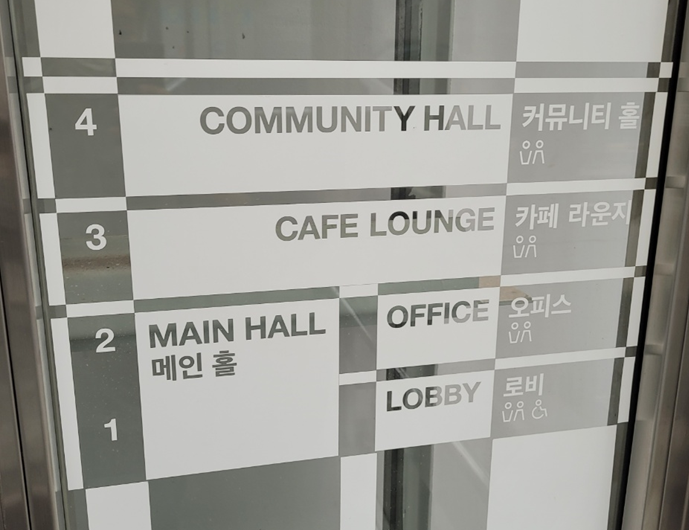 4 COMMUNITY HALL 커뮤니티 홀
3 CAFE LOUNGE 카페 라운지
2 MAIN HALL OFFICE 오피스
메인 홀
1 LOBBY 로비